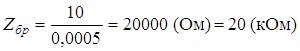 Z_бр = 10/0,0005 = 20000 (Ом) = 20 (кОм)